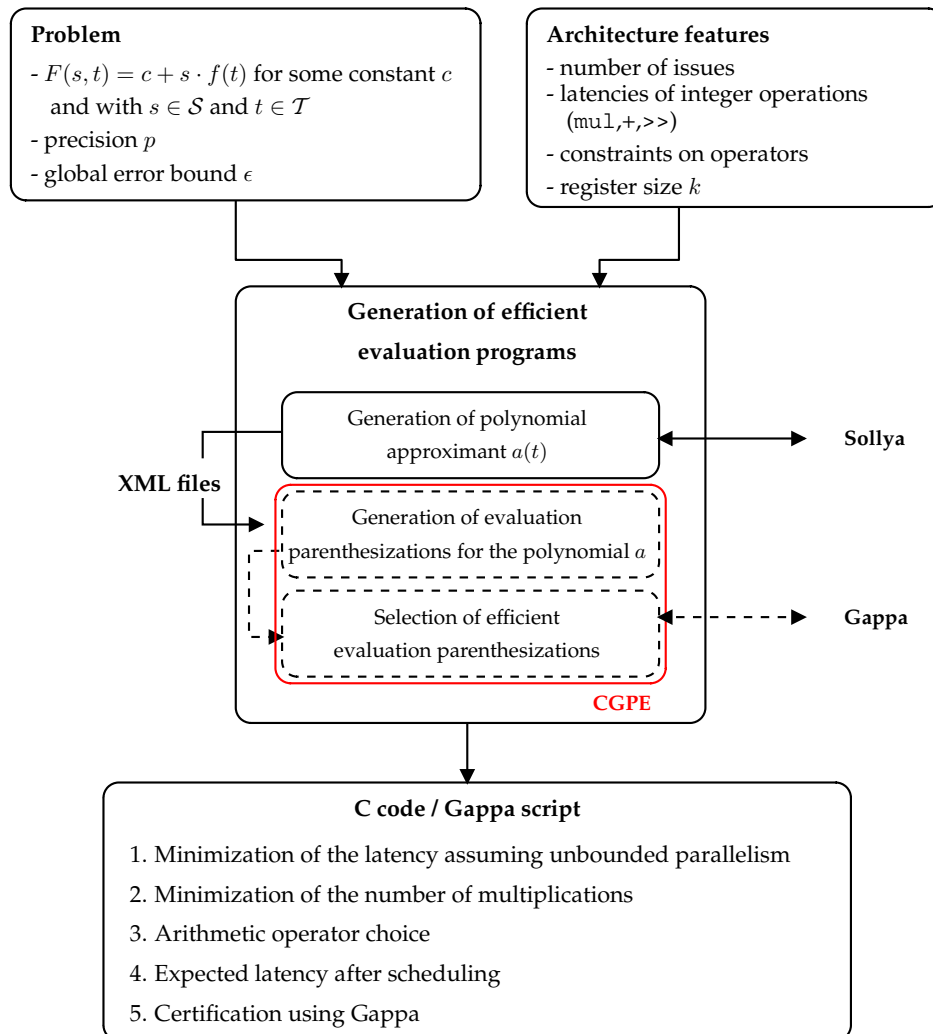 Problem
- F(s, t) = c + s · f(t) for some constant c
and with s ∈ S and t ∈ T
- precision p
- global error bound ϵ
Architecture features
- number of issues
- latencies of integer operations
(mul,+,>>)
- constraints on operators
- register size k
Generation of efficient
evaluation programs
Generation of polynomial
approximant a(t)
Sollya
XML files
Generation of evaluation
parenthesizations for the polynomial a
Selection of efficient
evaluation parenthesizations
Gappa
CGPE
C code / Gappa script
1. Minimization of the latency assuming unbounded parallelism
2. Minimization of the number of multiplications
3. Arithmetic operator choice
4. Expected latency after scheduling
5. Certification using Gappa